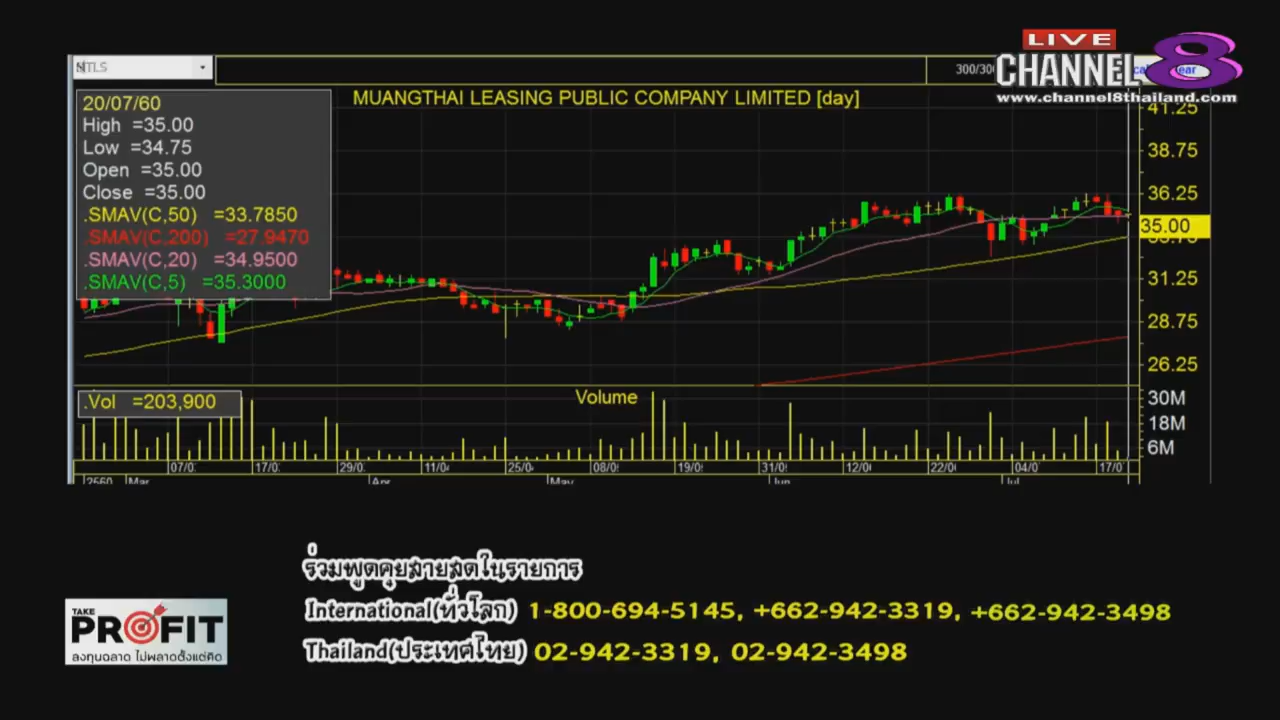 LIVE
CHANNEL 8
www.channel8thailand.com
MTLS
300/300
MUANGTHAI LEASING PUBLIC COMPANY LIMITED [day]
20/07/60
High =35.00
Low =34.75
Open =35.00
Close =35.00
.SMAV(C,50) =33.7850
.SMAV(C,200) =27.9470
.SMAV(C,20) =34.9500
.SMAV(C,5) =35.3000
41.25
38.75
36.25
35.00
33.75
31.25
28.75
26.25
.Vol =203,900
Volume
30M
18M
6M
07/0 17/0 29/0 11/0 25/0 08/0 19/0 31/0 12/0 22/0 04/0 17/0
2560 Mar Apr May Jun Jul
ร่วมพูดคุยสายสดในรายการ
International(ทั่วโลก) 1-800-694-5145, +662-942-3319, +662-942-3498
Thailand(ประเทศไทย) 02-942-3319, 02-942-3498
TAKE
PROFIT
ลงทุนฉลาด ไม่พลาดตั้งแต่คิด